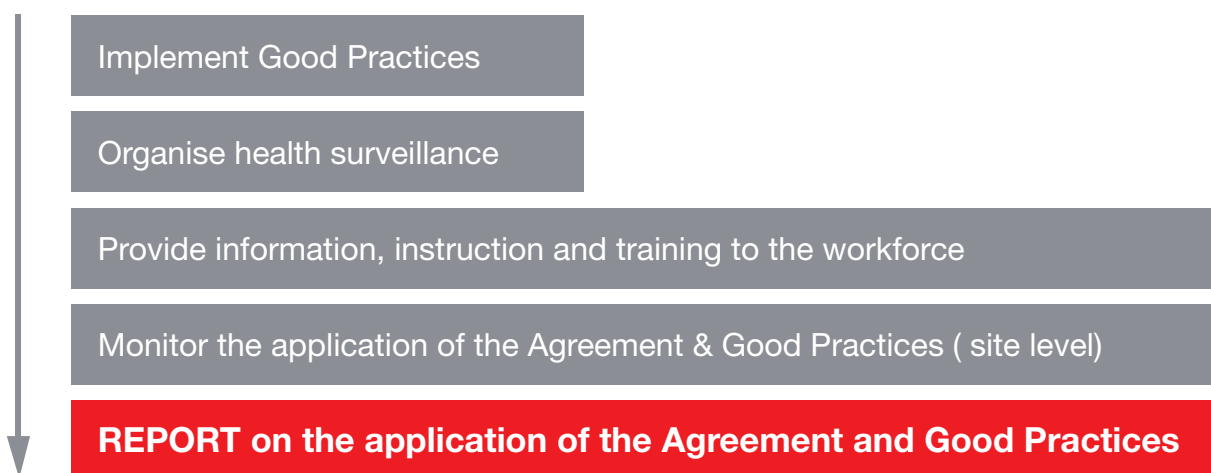 Implement Good Practices
Organise health surveillance
Provide information, instruction and training to the workforce
Monitor the application of the Agreement & Good Practices ( site level)
REPORT on the application of the Agreement and Good Practices